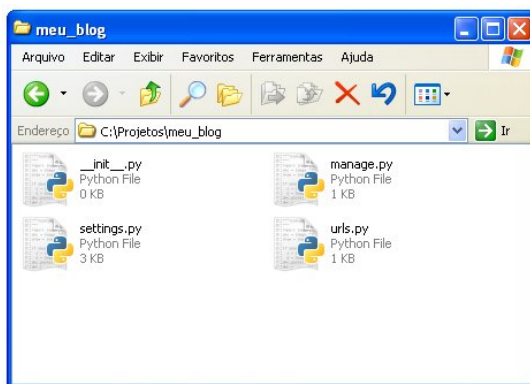 meu_blog
Arquivo Editar Exibir Favoritos Ferramentas Ajuda
Endereço C:\Projetos\meu_blog Ir
__init__.py
Python File
0 KB
manage.py
Python File
1 KB
settings.py
Python File
3 KB
urls.py
Python File
1 KB